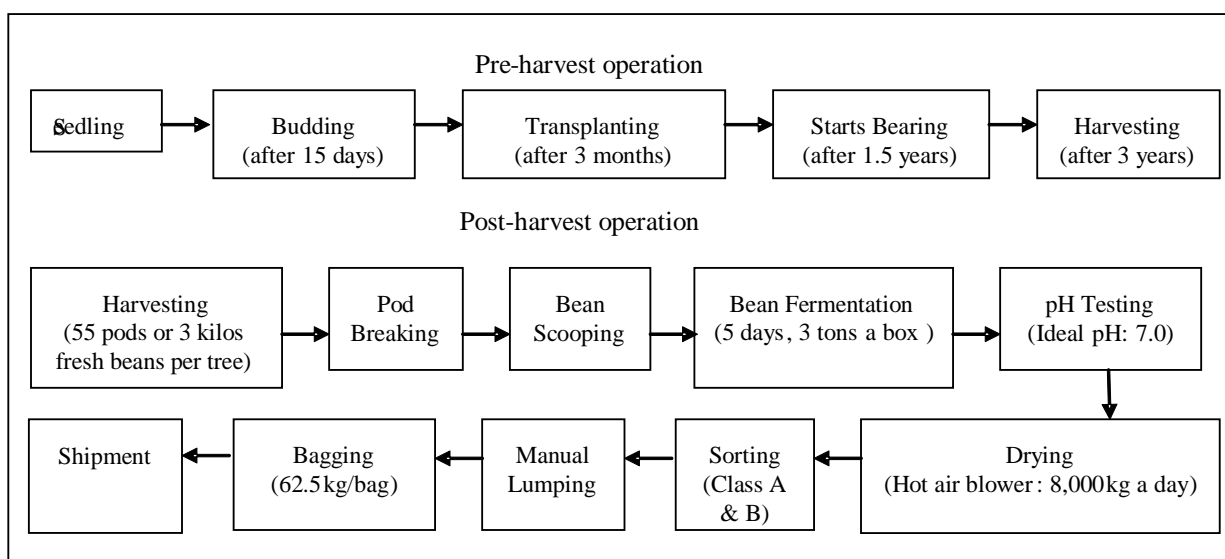 Pre-harvest operation
Sedling
Budding
(after 15 days)
Transplanting
(after 3 months)
Starts Bearing
(after 1.5 years)
Harvesting
(after 3 years)
Post-harvest operation
Harvesting
(55 pods or 3 kilos
fresh beans per tree)
Pod
Breaking
Bean
Scooping
Bean Fermentation
(5 days, 3 tons a box )
pH Testing
(Ideal pH: 7.0)
Drying
(Hot air blower: 8,000kg a day)
Sorting
(Class A
& B)
Manual
Lumping
Bagging
(62.5kg/bag)
Shipment